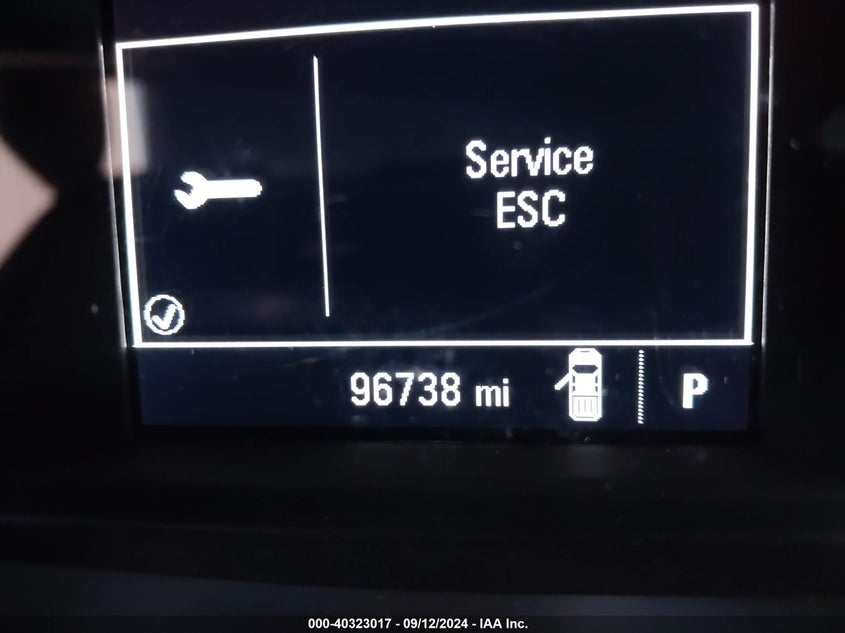 Service
ESC
96738 mi
P
000-40323017 - 09/12/2024 - IAA Inc.